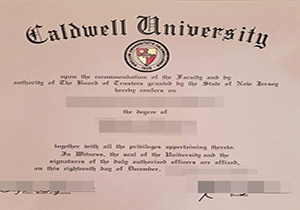 Caldwell University
upon the recommendation of the Faculty and by
authority of The Board of Trustees granted by the State of New Jersey
hereby confers on
the degree of
together with all the privileges appertaining thereto.
In Witness, the seal of the University and the
signatures of the duly authorized officers are affixed,
on this eighteenth day of December,